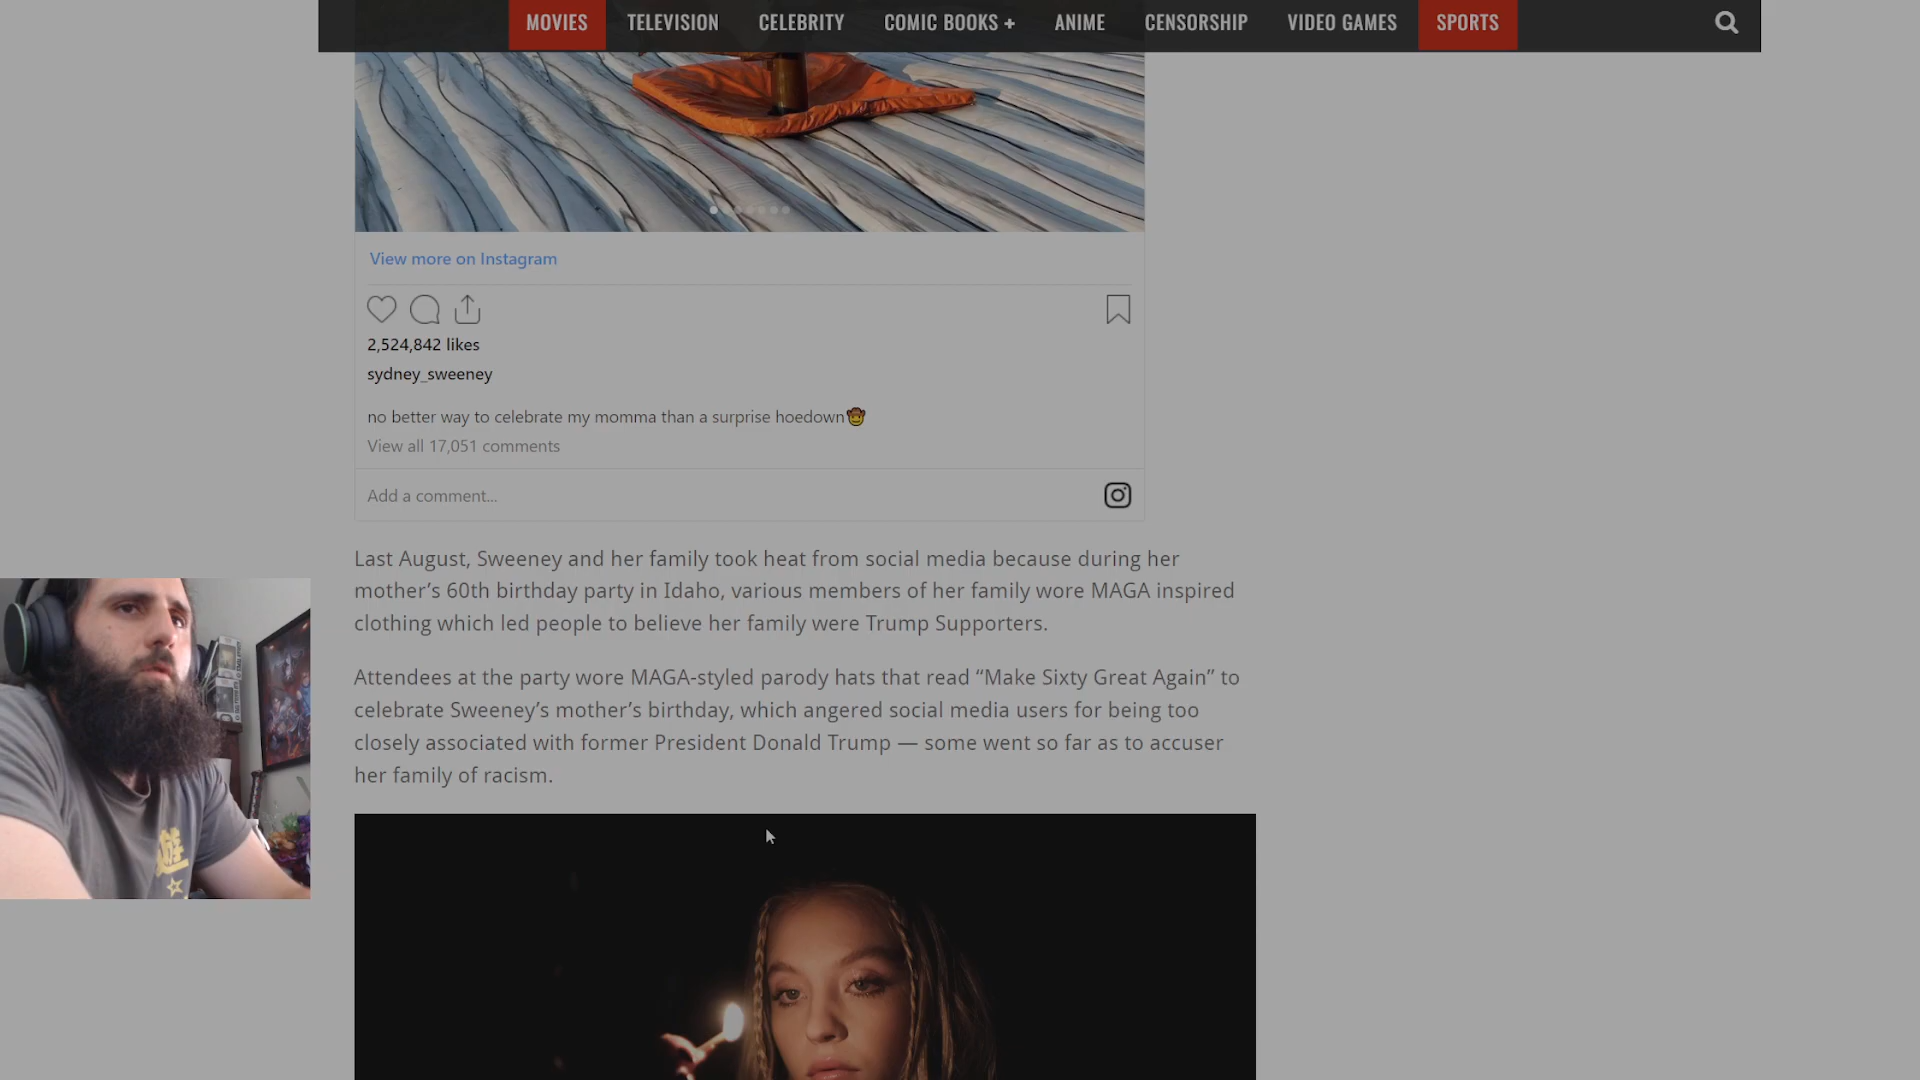 MOVIES TELEVISION CELEBRITY COMIC BOOKS + ANIME CENSORSHIP VIDEO GAMES SPORTS
View more on Instagram
2,524,842 likes
sydney_sweeney
no better way to celebrate my momma than a surprise hoedown🤠
View all 17,051 comments
Add a comment...
Last August, Sweeney and her family took heat from social media because during her
mother’s 60th birthday party in Idaho, various members of her family wore MAGA inspired
clothing which led people to believe her family were Trump Supporters.
Attendees at the party wore MAGA-styled parody hats that read “Make Sixty Great Again” to
celebrate Sweeney’s mother’s birthday, which angered social media users for being too
closely associated with former President Donald Trump — some went so far as to accuser
her family of racism.
遊